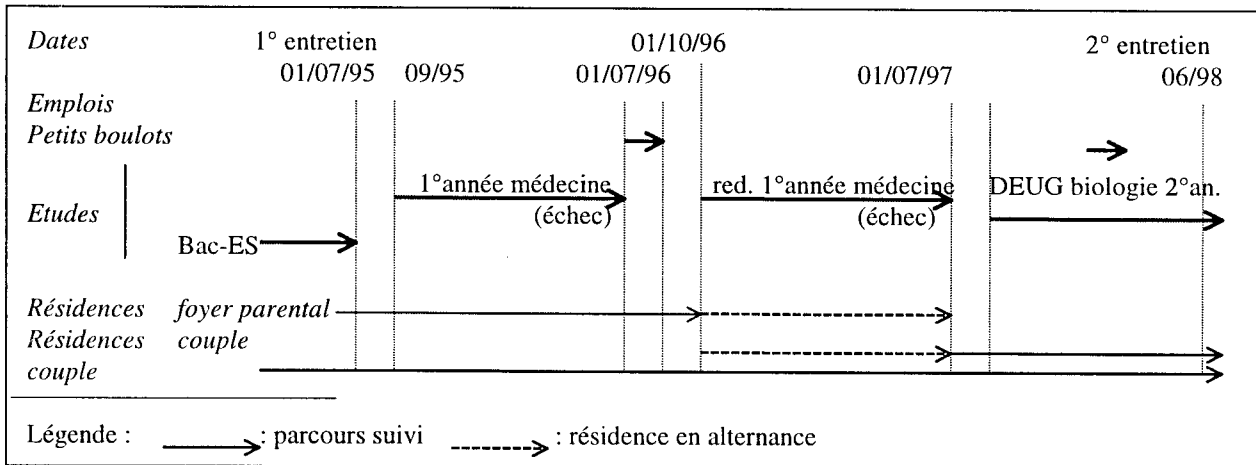 Dates 1° entretien 01/10/96 2° entretien
01/07/95 09/95 01/07/96 01/07/97 06/98
Emplois
Petits boulots
1°année médecine red. 1°année médecine DEUG biologie 2°an.
Etudes (échec) (échec)
Bac-ES
Résidences foyer parental
Résidences couple
couple
Légende : : parcours suivi : résidence en alternance